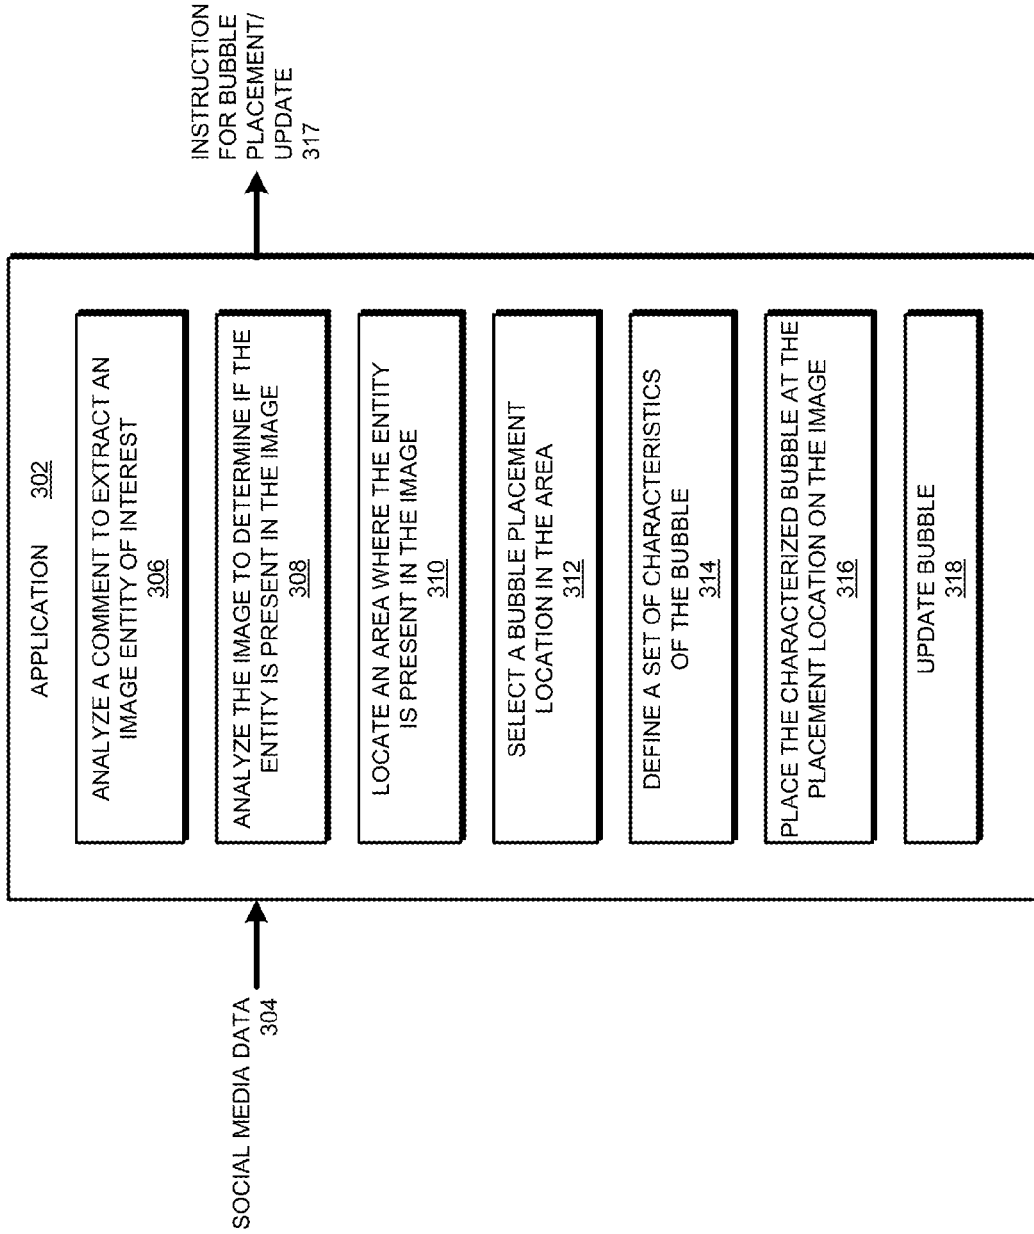 SOCIAL MEDIA DATA
304
APPLICATION 302
ANALYZE A COMMENT TO EXTRACT AN
IMAGE ENTITY OF INTEREST
306
ANALYZE THE IMAGE TO DETERMINE IF THE
ENTITY IS PRESENT IN THE IMAGE
308
LOCATE AN AREA WHERE THE ENTITY
IS PRESENT IN THE IMAGE
310
SELECT A BUBBLE PLACEMENT
LOCATION IN THE AREA
312
DEFINE A SET OF CHARACTERISTICS
OF THE BUBBLE
314
PLACE THE CHARACTERIZED BUBBLE AT THE
PLACEMENT LOCATION ON THE IMAGE
316
UPDATE BUBBLE
318
INSTRUCTION
FOR BUBBLE
PLACEMENT/
UPDATE
317